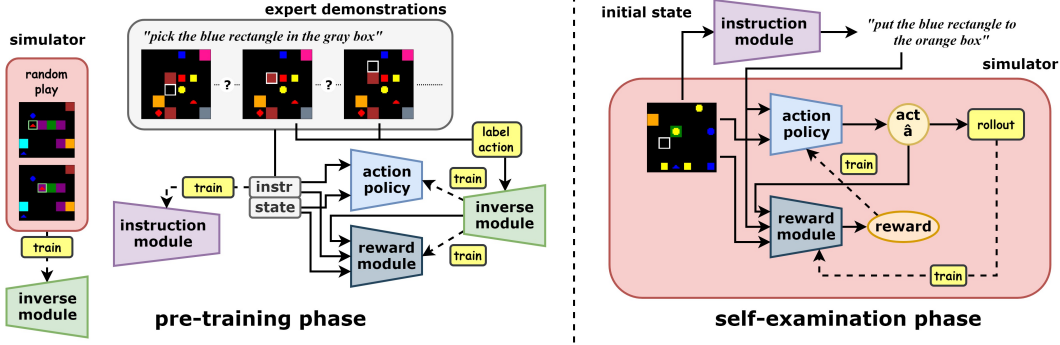 simulator
random
play
train
inverse
module
expert demonstrations
"pick the blue rectangle in the gray box"
?
?
label
action
instr
state
train
instruction
module
action
policy
train
inverse
module
reward
module
train
pre-training phase
initial state
instruction
module
"put the blue rectangle to
the orange box"
simulator
action
policy
act
â
rollout
train
reward
module
reward
train
self-examination phase